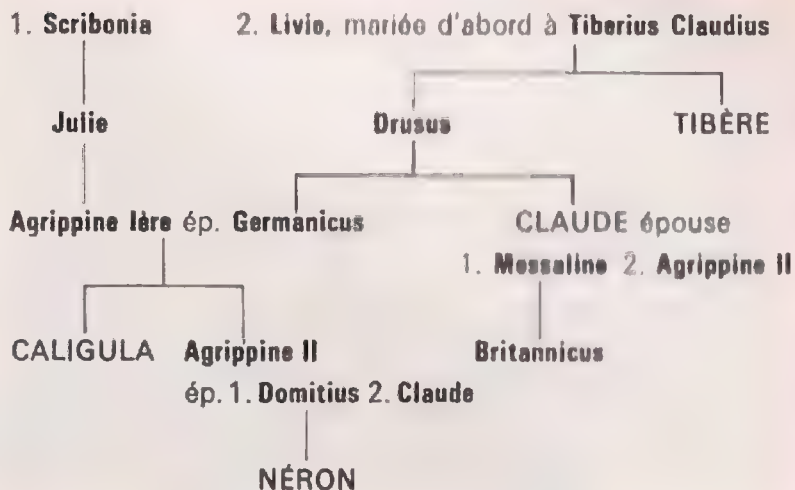 1. Scribonia 2. Livie, mariée d'abord à Tiberius Claudius
Julie Drusus TIBÈRE
Agrippine Ière ép. Germanicus CLAUDE épouse
1. Messaline 2. Agrippine II
CALIGULA Agrippine II Britannicus
ép. 1. Domitius 2. Claude
NÉRON